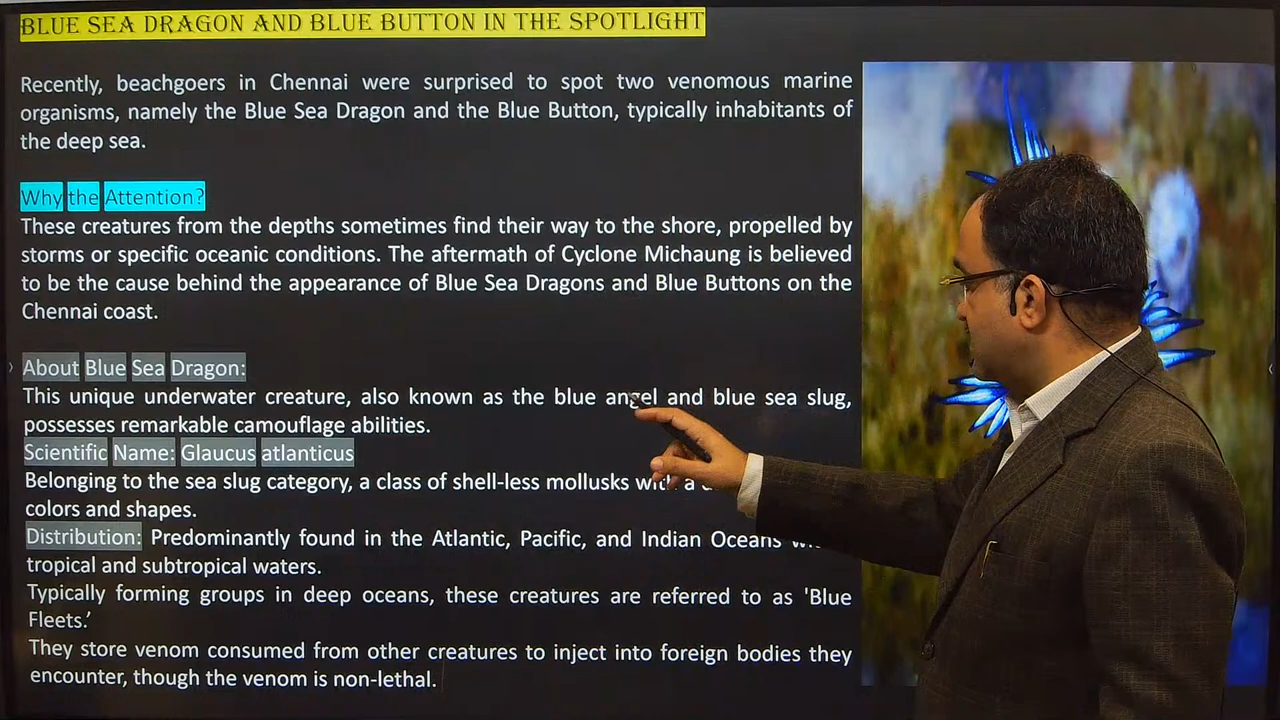 BLUE SEA DRAGON AND BLUE BUTTON IN THE SPOTLIGHT
Recently, beachgoers in Chennai were surprised to spot two venomous marine
organisms, namely the Blue Sea Dragon and the Blue Button, typically inhabitants of
the deep sea.
Why the Attention?
These creatures from the depths sometimes find their way to the shore, propelled by
storms or specific oceanic conditions. The aftermath of Cyclone Michaung is believed
to be the cause behind the appearance of Blue Sea Dragons and Blue Buttons on the
Chennai coast.
About Blue Sea Dragon:
This unique underwater creature, also known as the blue angel and blue sea slug,
possesses remarkable camouflage abilities.
Scientific Name: Glaucus atlanticus
Belonging to the sea slug category, a class of shell-less mollusks with a
colors and shapes.
Distribution: Predominantly found in the Atlantic, Pacific, and Indian Oceans
tropical and subtropical waters.
Typically forming groups in deep oceans, these creatures are referred to as 'Blue
Fleets.’
They store venom consumed from other creatures to inject into foreign bodies they
encounter, though the venom is non-lethal.